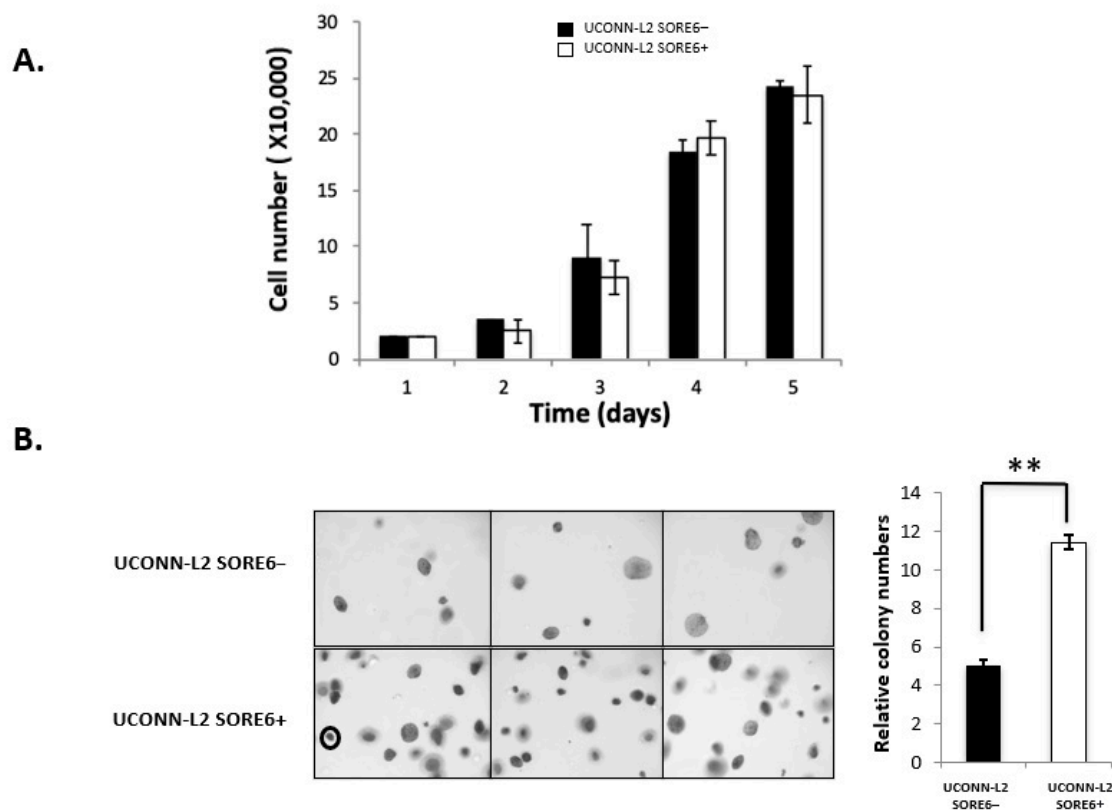 A.
30
25
20
15
10
5
0
Cell number ( X10,000)
UCONN-L2 SORE6–
UCONN-L2 SORE6+
1 2 3 4 5
Time (days)
B.
UCONN-L2 SORE6–
UCONN-L2 SORE6+
**
14
12
10
8
6
4
2
0
Relative colony numbers
UCONN-L2
SORE6–
UCONN-L2
SORE6+